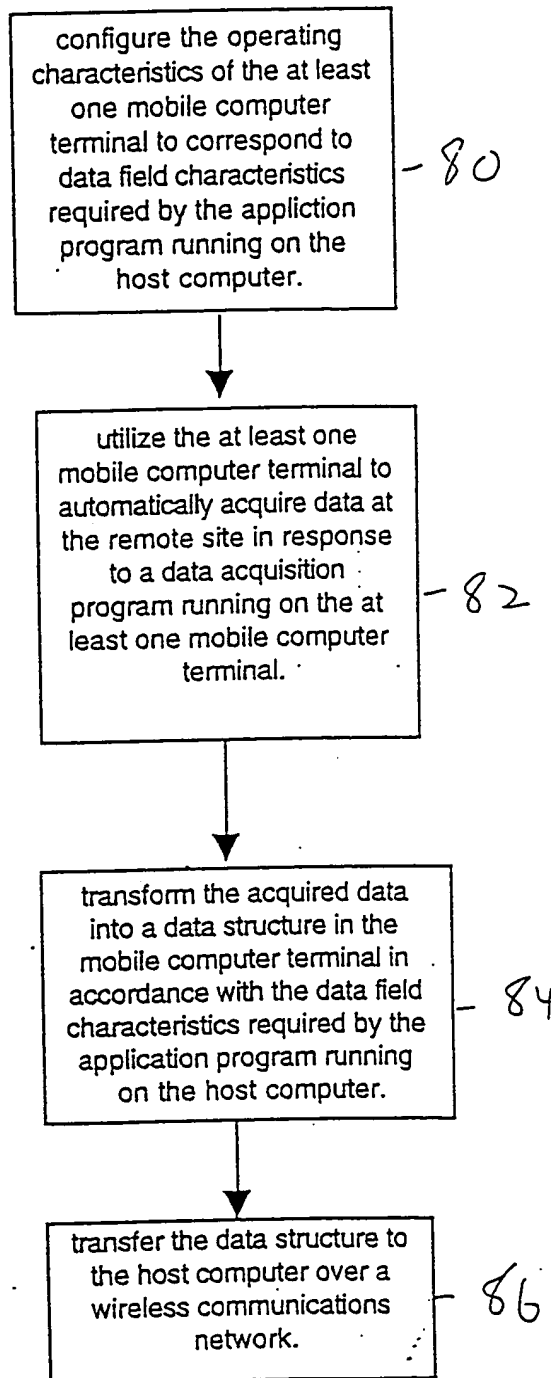 configure the operating
characteristics of the at least
one mobile computer
terminal to correspond to
data field characteristics
required by the appliction
program running on the
host computer.
- 80
utilize the at least one
mobile computer terminal to
automatically acquire data at
the remote site in response
to a data acquisition
program running on the at
least one mobile computer
terminal.
- 82
transform the acquired data
into a data structure in the
mobile computer terminal in
accordance with the data field
characteristics required by the
application program running
on the host computer.
- 84
transfer the data structure to
the host computer over a
wireless communications
network.
- 86